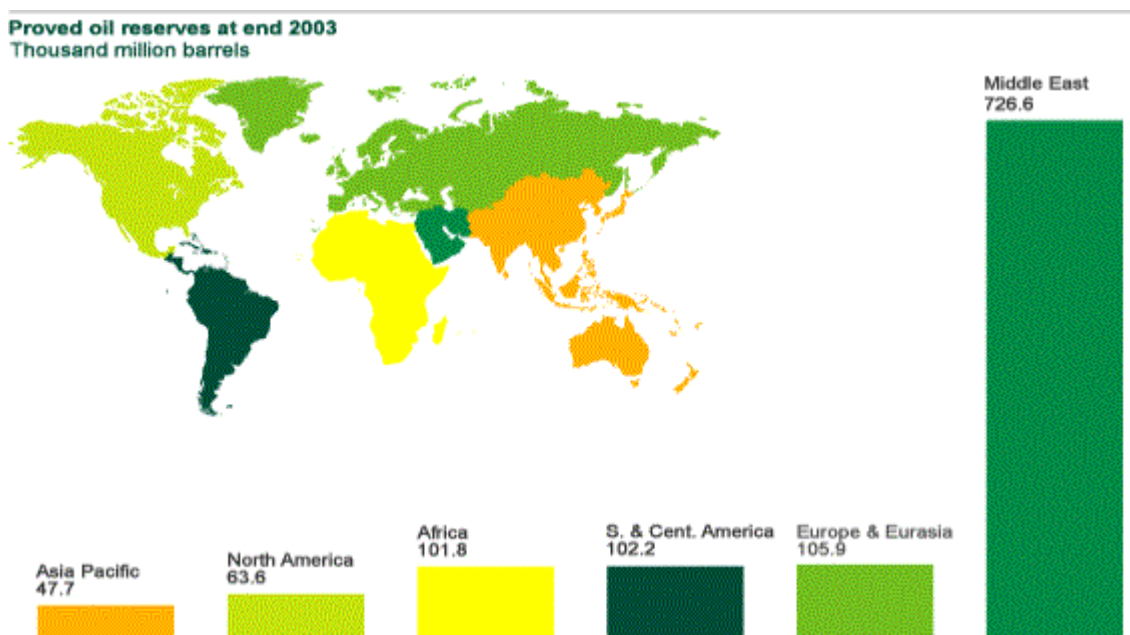 Proved oil reserves at end 2003
Thousand million barrels
Middle East
726.6
Asia Pacific
47.7
North America
63.6
Africa
101.8
S. & Cent. America
102.2
Europe & Eurasia
105.9